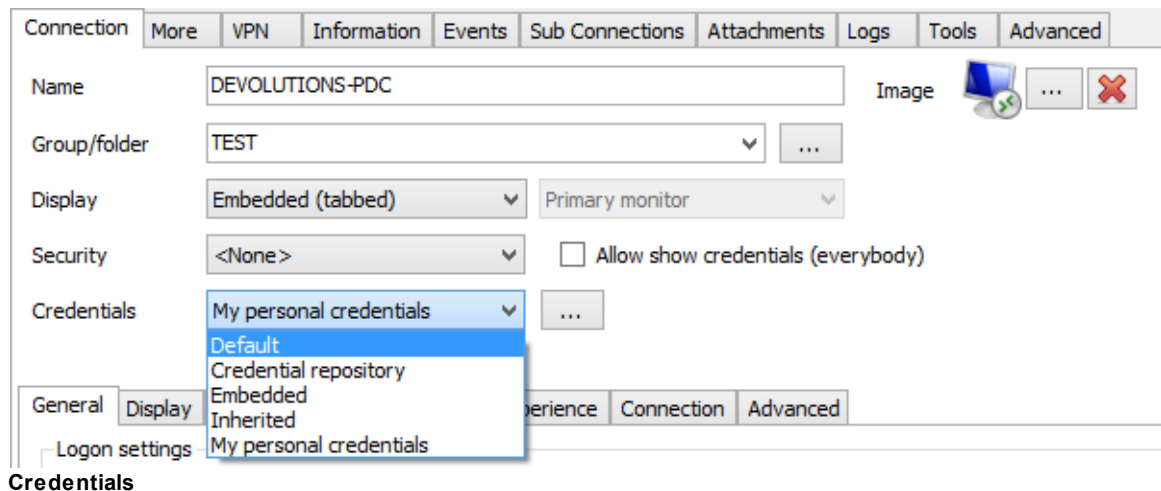 Connection More VPN Information Events Sub Connections Attachments Logs Tools Advanced
Name DEVOLUTIONS-PDC Image ...
Group/folder TEST ...
Display Embedded (tabbed) Primary monitor
Security <None> Allow show credentials (everybody)
Credentials My personal credentials ...
Default
Credential repository
Embedded
Inherited
My personal credentials
General Display Connection Advanced
Logon settings
Credentials